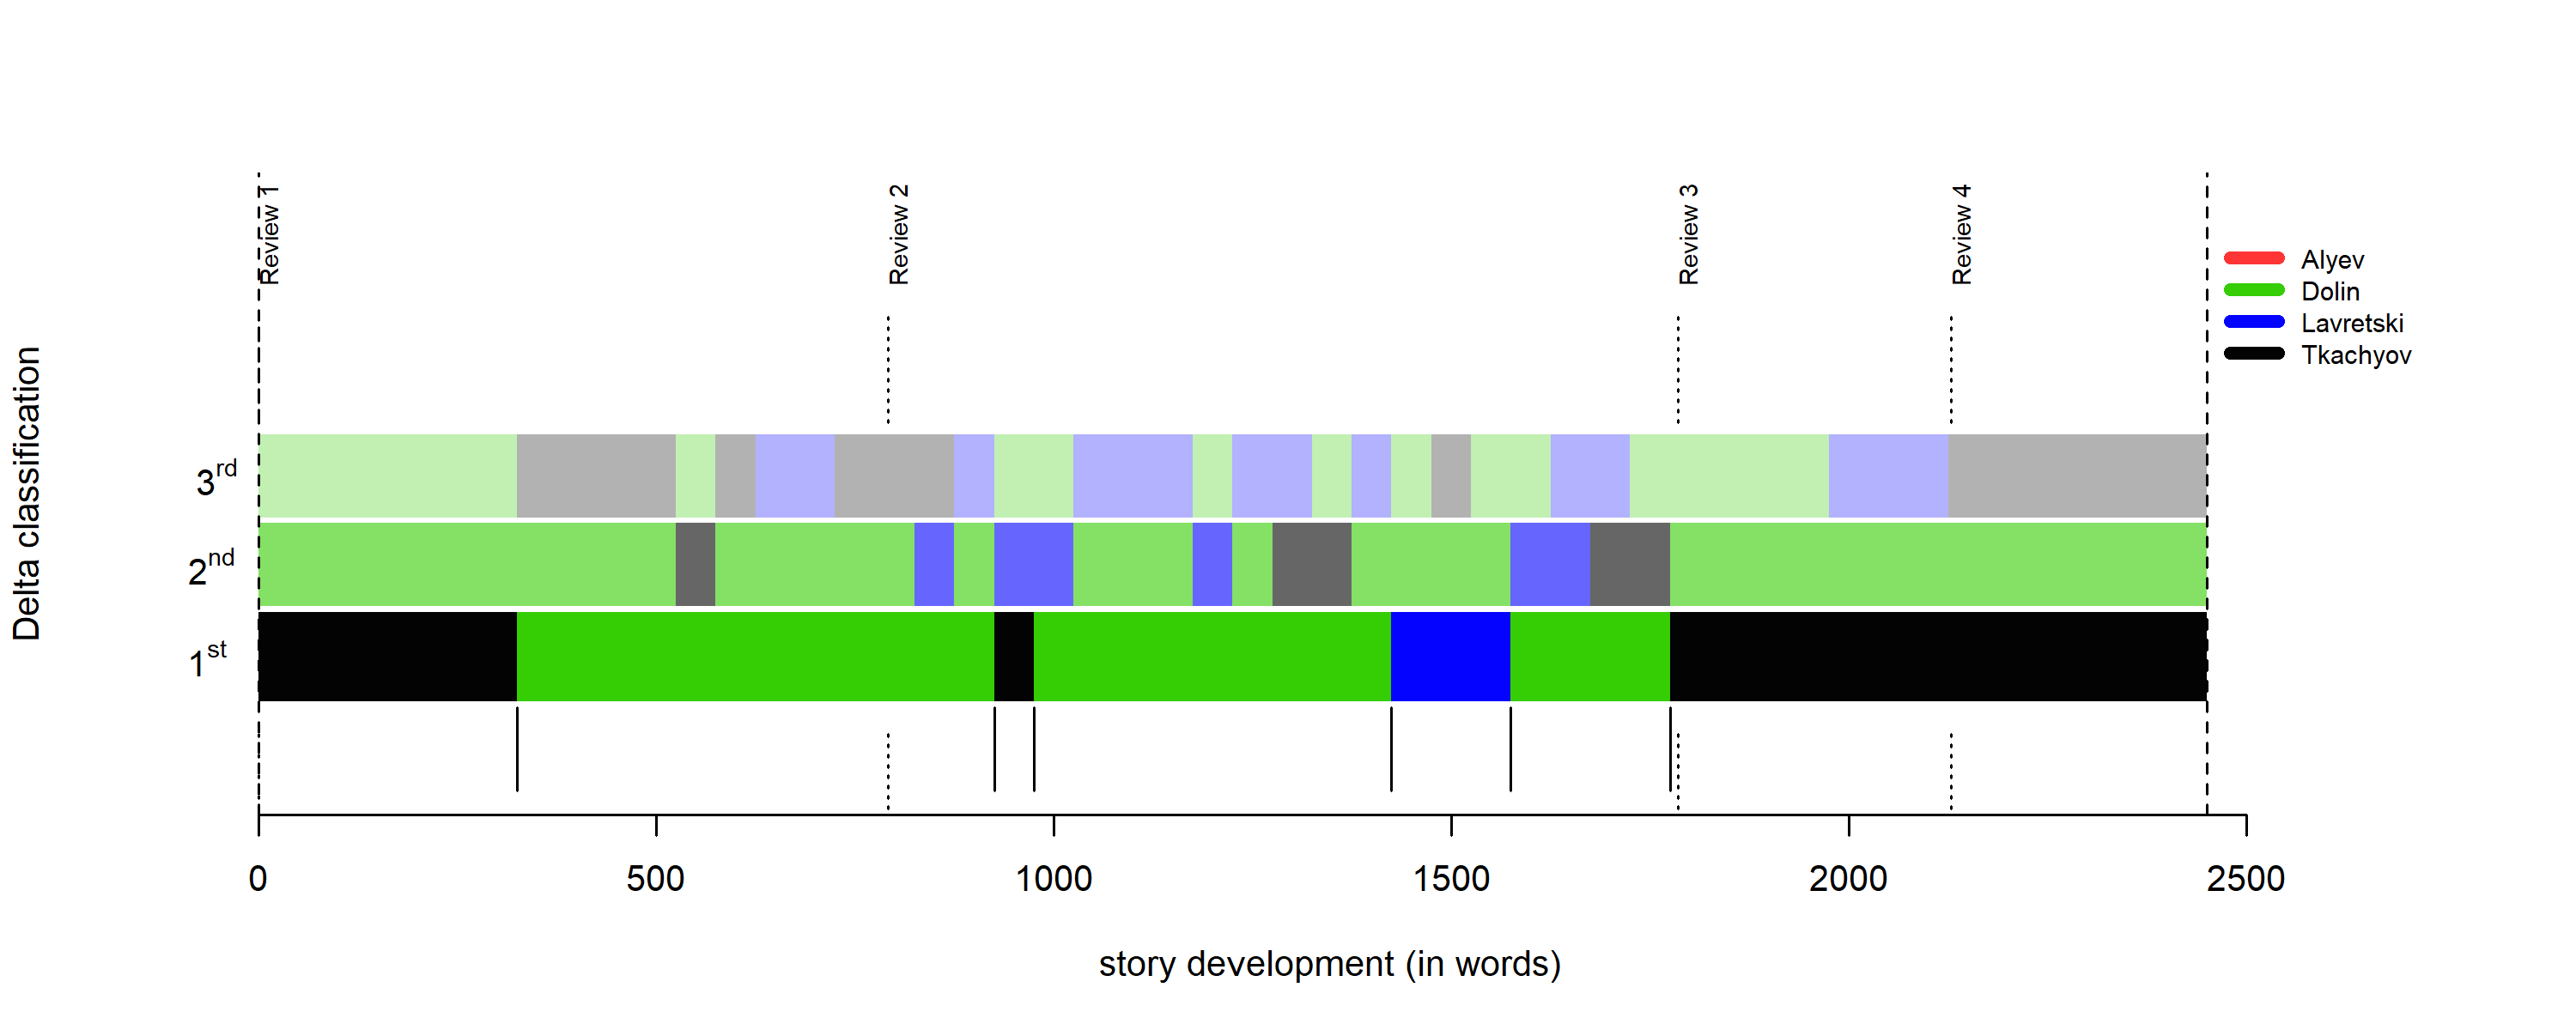 Review 1
Review 2
Review 3
Review 4
Alyev
Dolin
Lavretski
Tkachyov
Delta classification
3rd
2nd
1st
0 500 1000 1500 2000 2500
story development (in words)